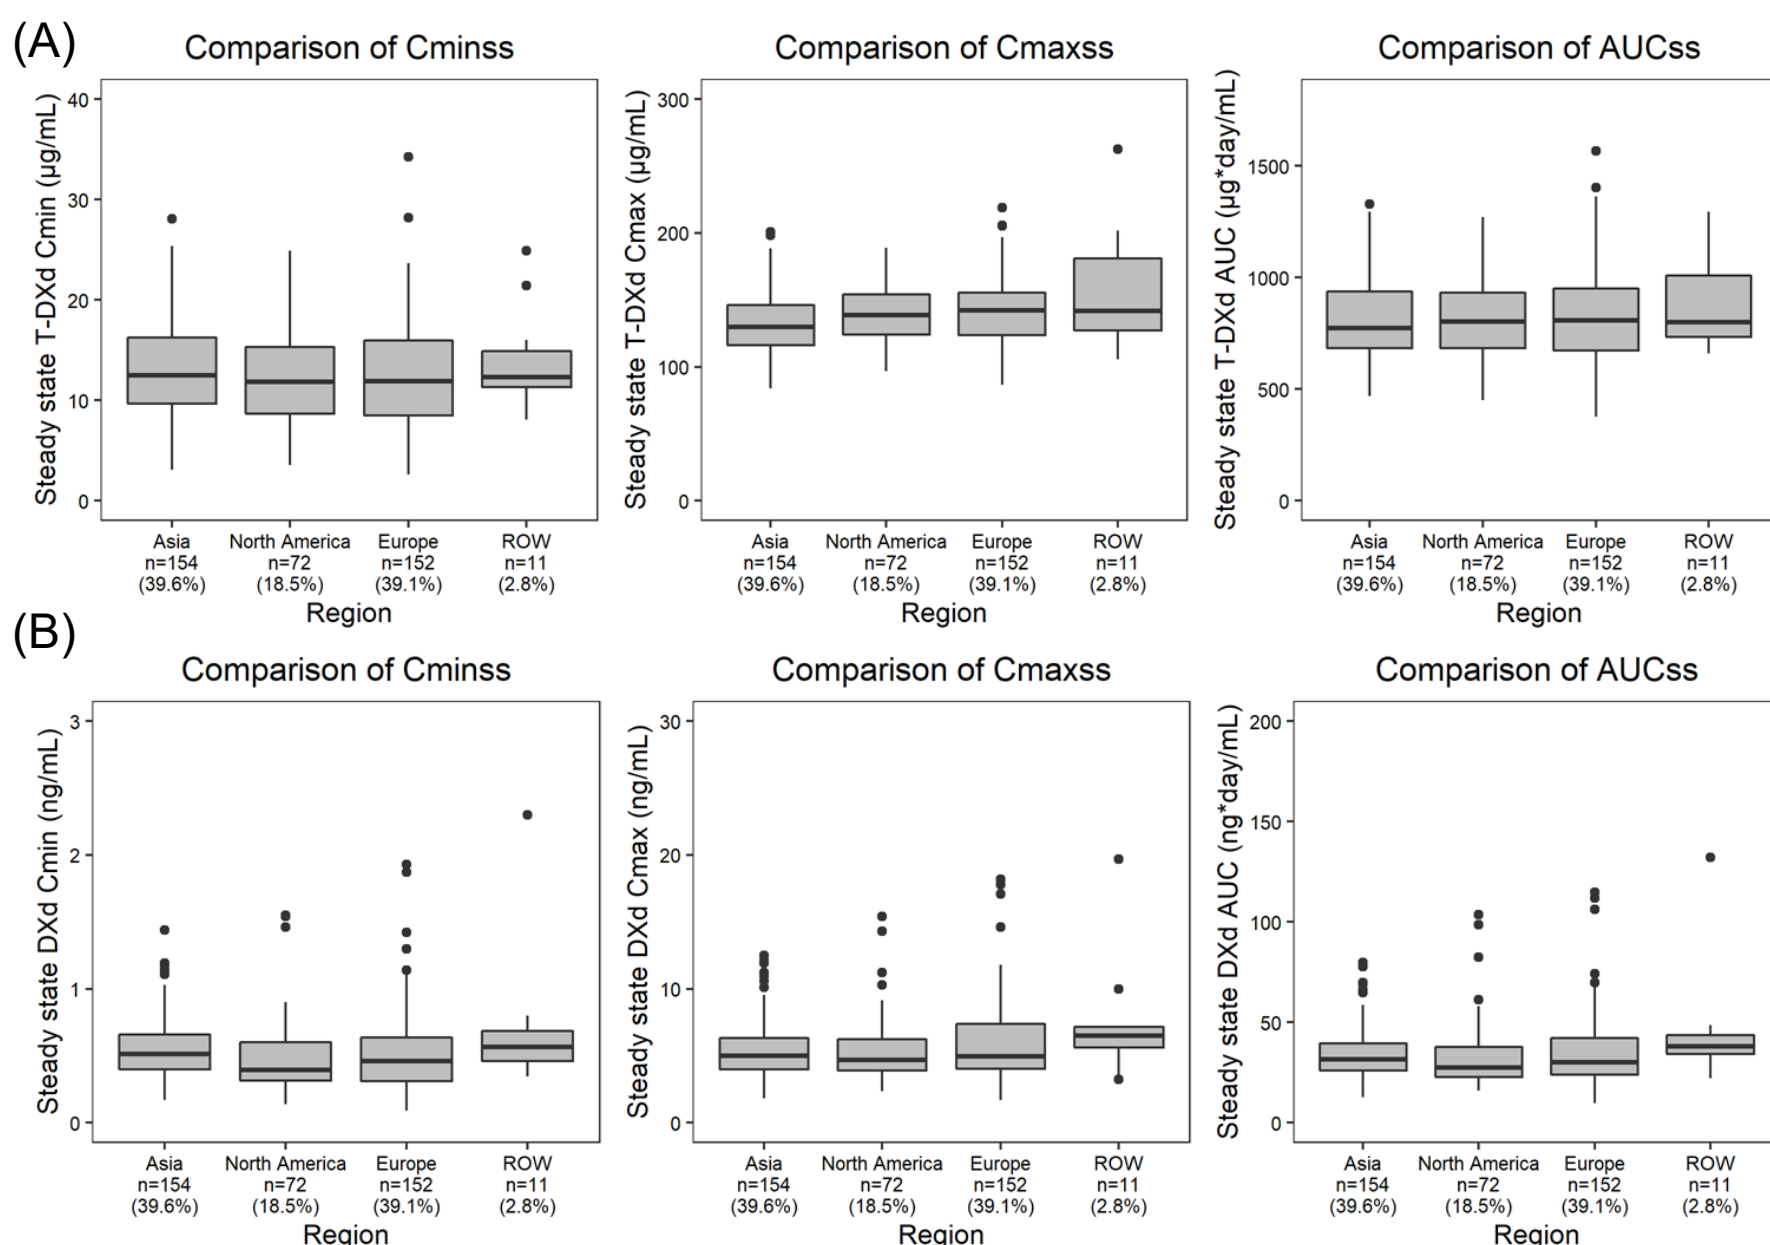 (A)
Comparison of Cminss
Steady state T-DXd Cmin (µg/mL)
40
30
20
10
0
Asia
n=154
(39.6%)
North America
n=72
(18.5%)
Europe
n=152
(39.1%)
ROW
n=11
(2.8%)
Region
Comparison of Cmaxss
Steady state T-DXd Cmax (µg/mL)
300
200
100
0
Asia
n=154
(39.6%)
North America
n=72
(18.5%)
Europe
n=152
(39.1%)
ROW
n=11
(2.8%)
Region
Comparison of AUCss
Steady state T-DXd AUC (µg*day/mL)
1500
1000
500
0
Asia
n=154
(39.6%)
North America
n=72
(18.5%)
Europe
n=152
(39.1%)
ROW
n=11
(2.8%)
Region
(B)
Comparison of Cminss
Steady state DXd Cmin (ng/mL)
3
2
1
0
Asia
n=154
(39.6%)
North America
n=72
(18.5%)
Europe
n=152
(39.1%)
ROW
n=11
(2.8%)
Region
Comparison of Cmaxss
Steady state DXd Cmax (ng/mL)
30
20
10
0
Asia
n=154
(39.6%)
North America
n=72
(18.5%)
Europe
n=152
(39.1%)
ROW
n=11
(2.8%)
Region
Comparison of AUCss
Steady state DXd AUC (ng*day/mL)
200
150
100
50
0
Asia
n=154
(39.6%)
North America
n=72
(18.5%)
Europe
n=152
(39.1%)
ROW
n=11
(2.8%)
Region